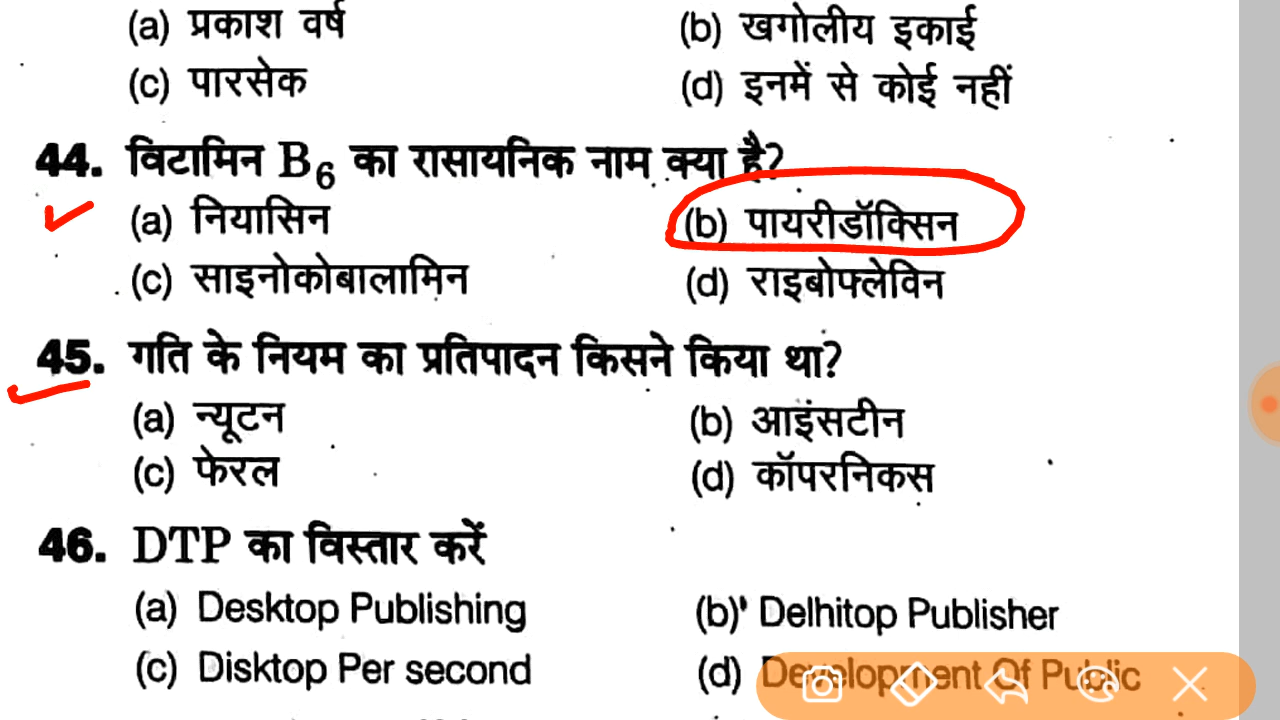 (a) प्रकाश वर्ष (b) खगोलीय इकाई
(c) पारसेक (d) इनमें से कोई नहीं
44. विटामिन B₆ का रासायनिक नाम क्या है?
(a) नियासिन (b) पायरीडॉक्सिन
(c) साइनोकोबालामिन (d) राइबोफ्लेविन
45. गति के नियम का प्रतिपादन किसने किया था?
(a) न्यूटन (b) आइंसटीन
(c) फेरल (d) कॉपरनिकस
46. DTP का विस्तार करें
(a) Desktop Publishing (b) Delhitop Publisher
(c) Disktop Per second (d) Development Of Public